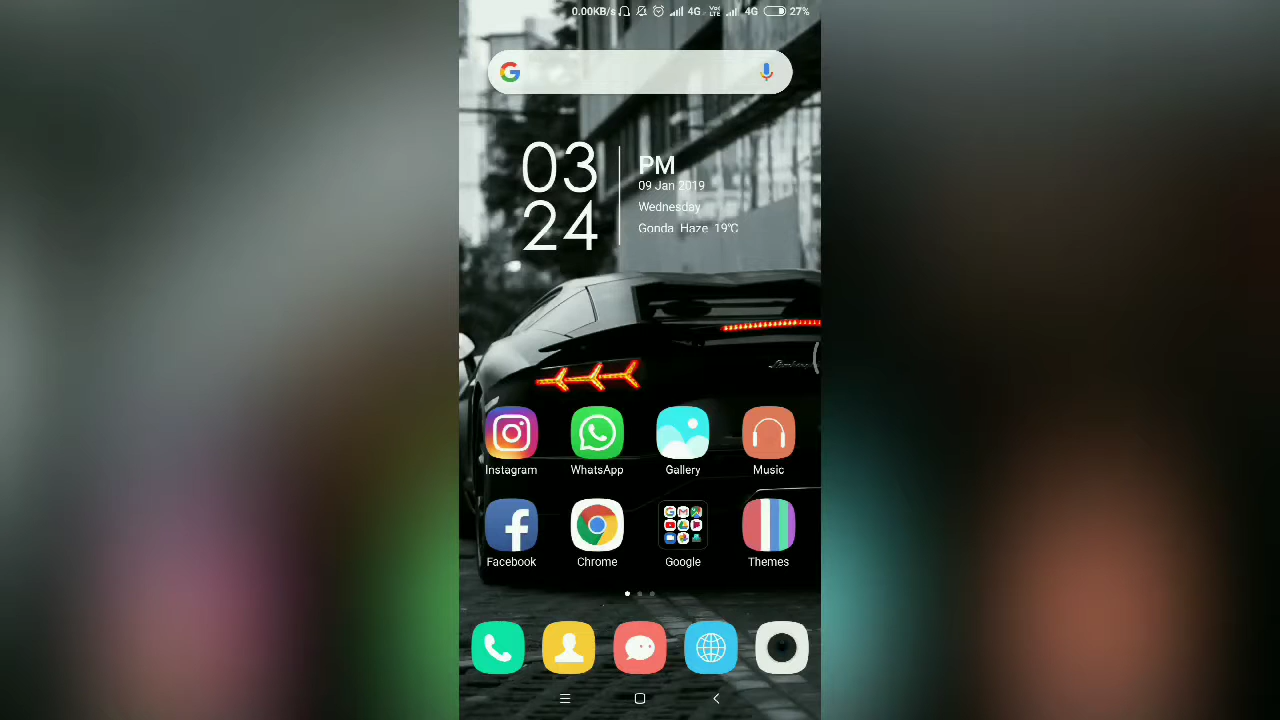 0.00KB/s 4G VoLTE 4G 27%
03
24
PM
09 Jan 2019
Wednesday
Gonda Haze 19℃
Instagram WhatsApp Gallery Music
Facebook Chrome Google Themes